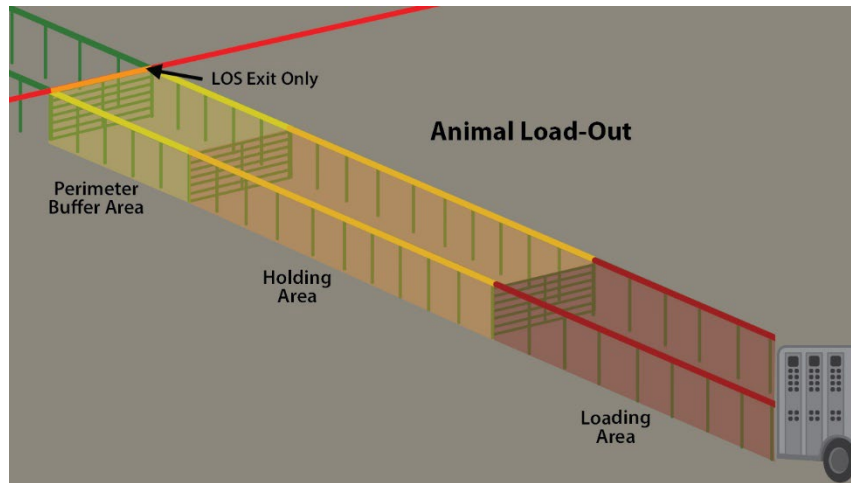 LOS Exit Only
Animal Load-Out
Perimeter
Buffer Area
Holding
Area
Loading
Area